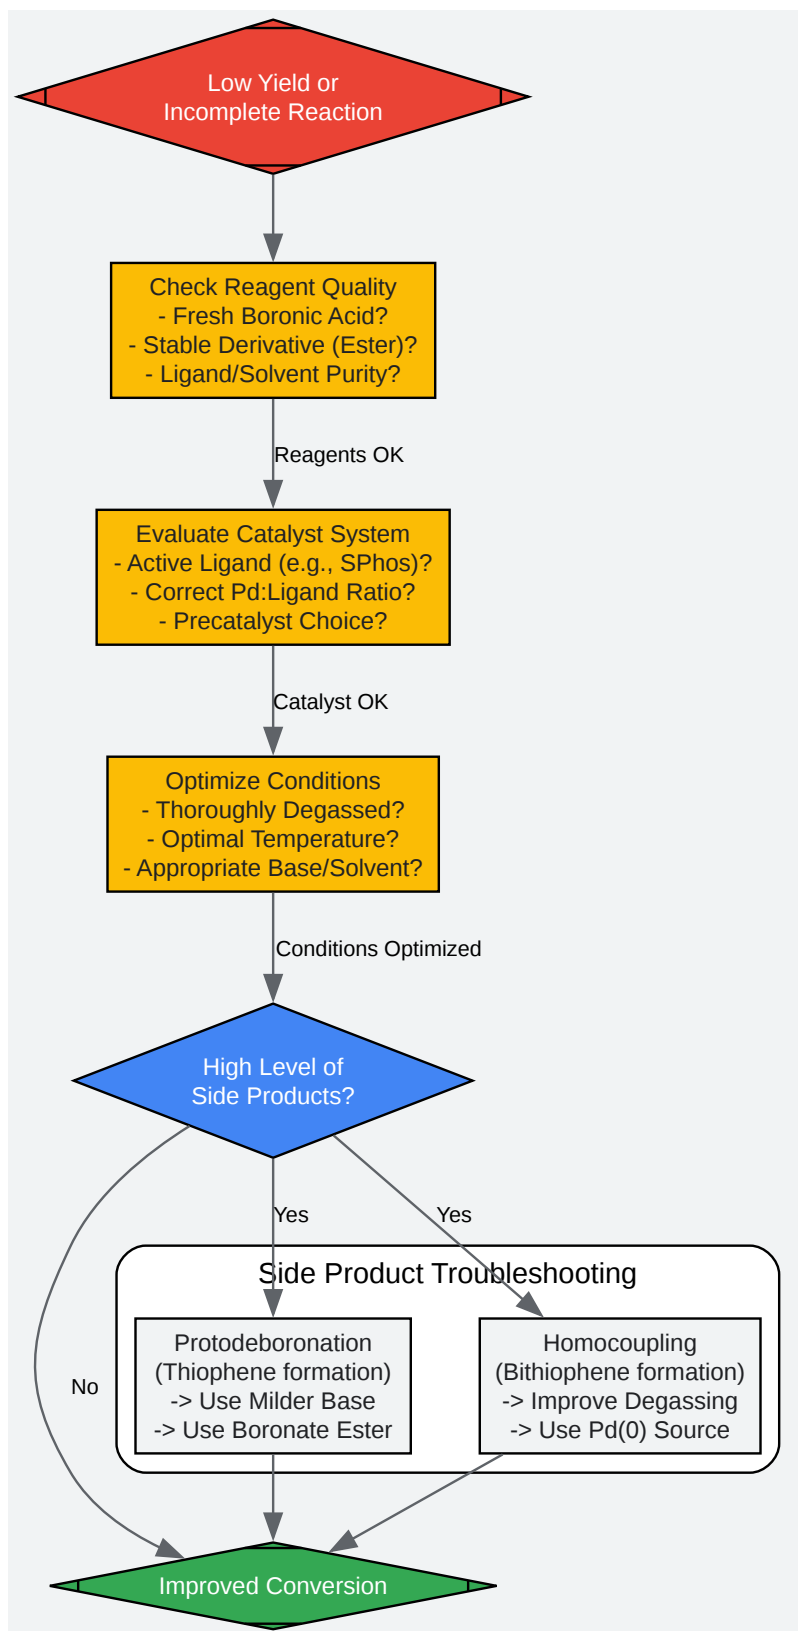 Low Yield or
Incomplete Reaction
Check Reagent Quality
- Fresh Boronic Acid?
- Stable Derivative (Ester)?
- Ligand/Solvent Purity?
Reagents OK
Evaluate Catalyst System
- Active Ligand (e.g., SPhos)?
- Correct Pd:Ligand Ratio?
- Precatalyst Choice?
Catalyst OK
Optimize Conditions
- Thoroughly Degassed?
- Optimal Temperature?
- Appropriate Base/Solvent?
Conditions Optimized
High Level of
Side Products?
Yes
Yes
Side Product Troubleshooting
Protodeboronation
(Thiophene formation)
-> Use Milder Base
-> Use Boronate Ester
Homocoupling
(Bithiophene formation)
-> Improve Degassing
-> Use Pd(0) Source
No
Improved Conversion